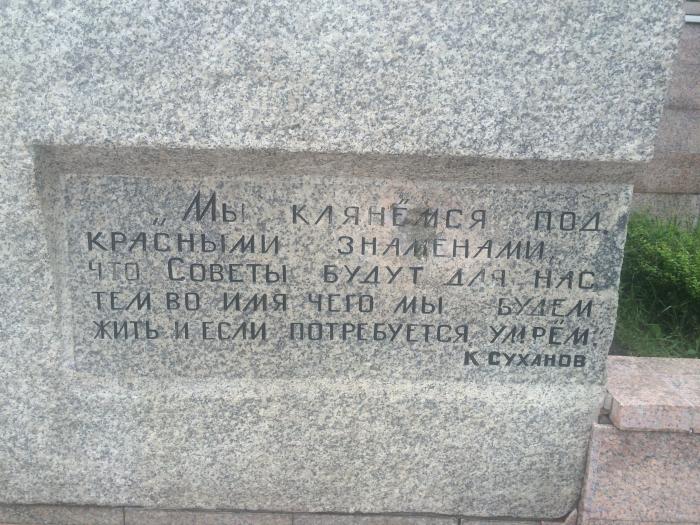 „Мы клянёмся под
красными знаменами,
что Советы будут для нас
тем во имя чего мы будем
жить и если потребуется умрём."
К СУХАНОВ